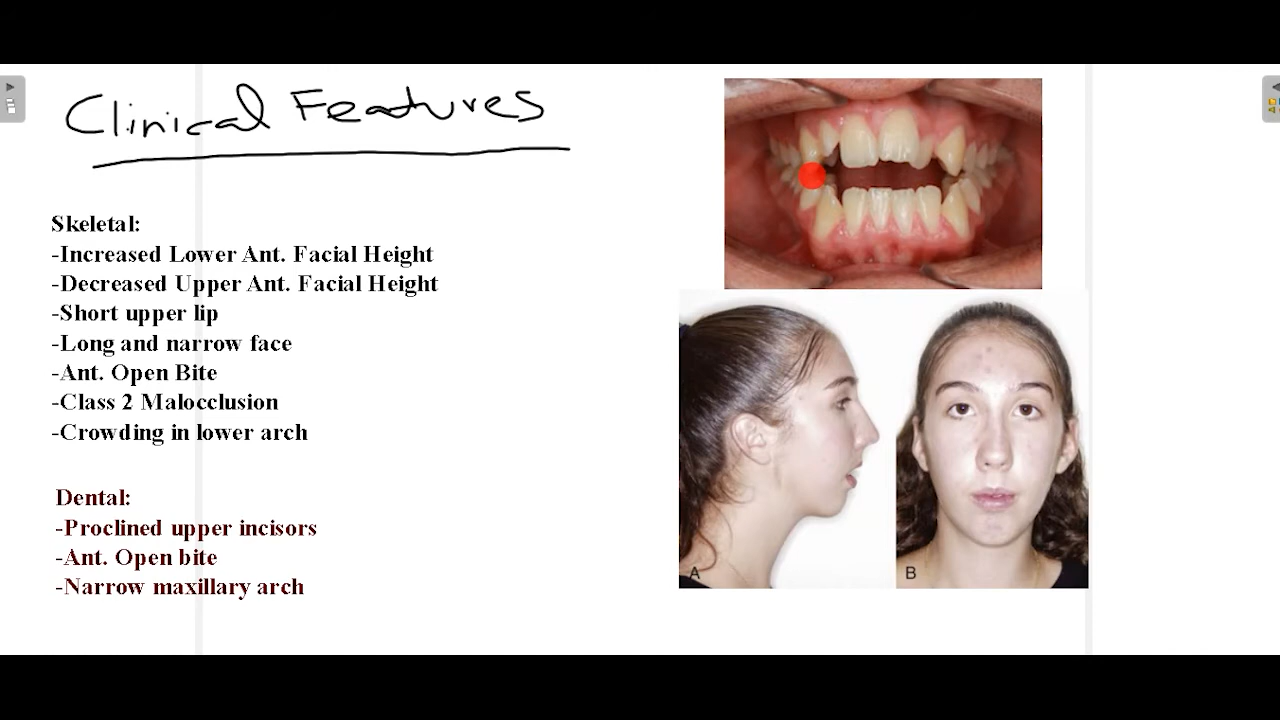 Clinical Features
Skeletal:
-Increased Lower Ant. Facial Height
-Decreased Upper Ant. Facial Height
-Short upper lip
-Long and narrow face
-Ant. Open Bite
-Class 2 Malocclusion
-Crowding in lower arch
Dental:
-Proclined upper incisors
-Ant. Open bite
-Narrow maxillary arch
A
B